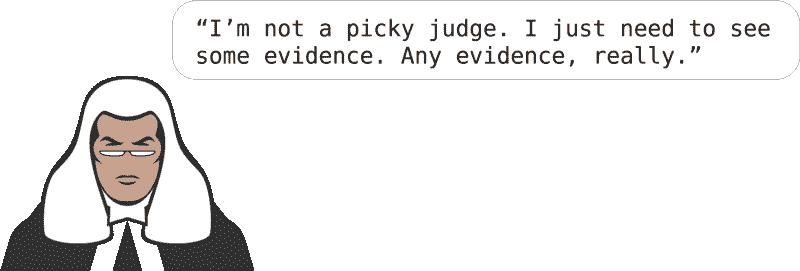 “I’m not a picky judge. I just need to see
some evidence. Any evidence, really.”